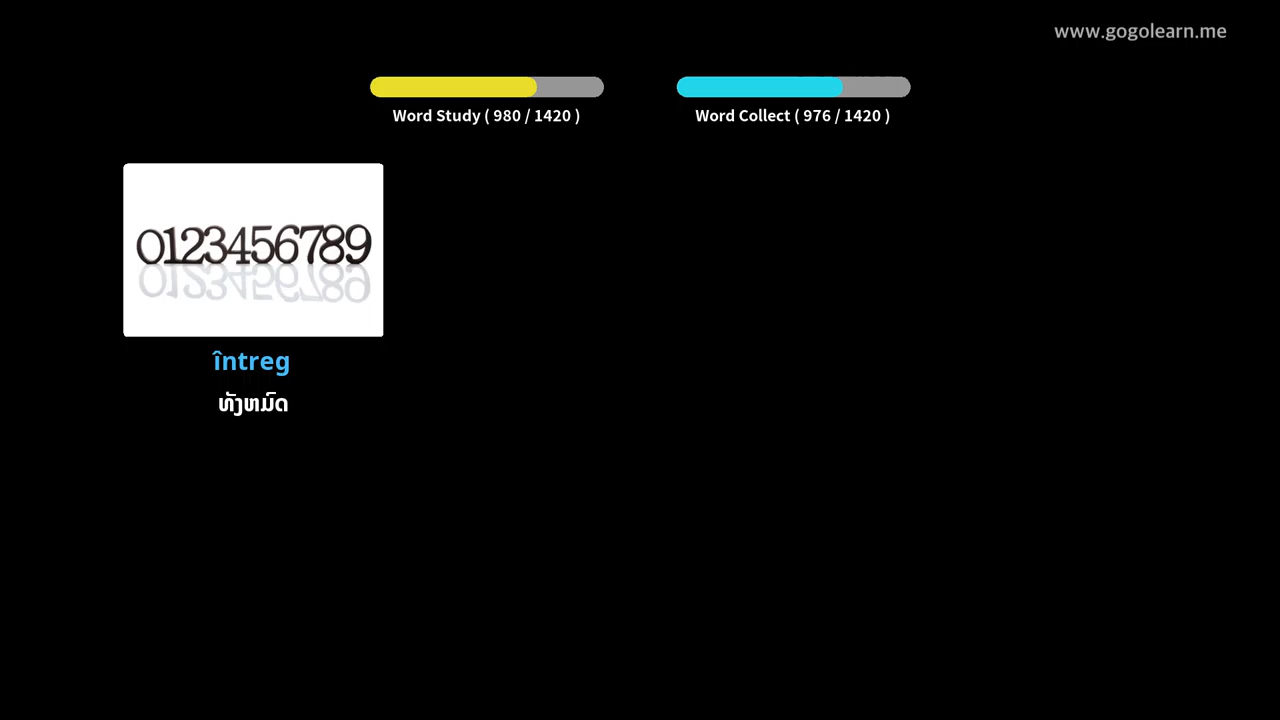 www.gogolearn.me
Word Study ( 980 / 1420 )
Word Collect ( 976 / 1420 )
0123456789
întreg
ທັງຫມົດ